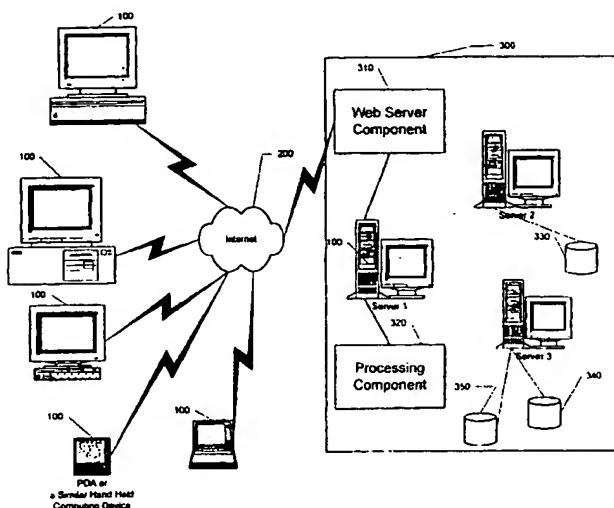 100
300
310
Web Server
Component
100
200
Internet
Server 2
330
100
Server 1
100
320
Server 3
Processing
Component
350
340
100
100
PDA or
a Similar Hand Held
Computing Device